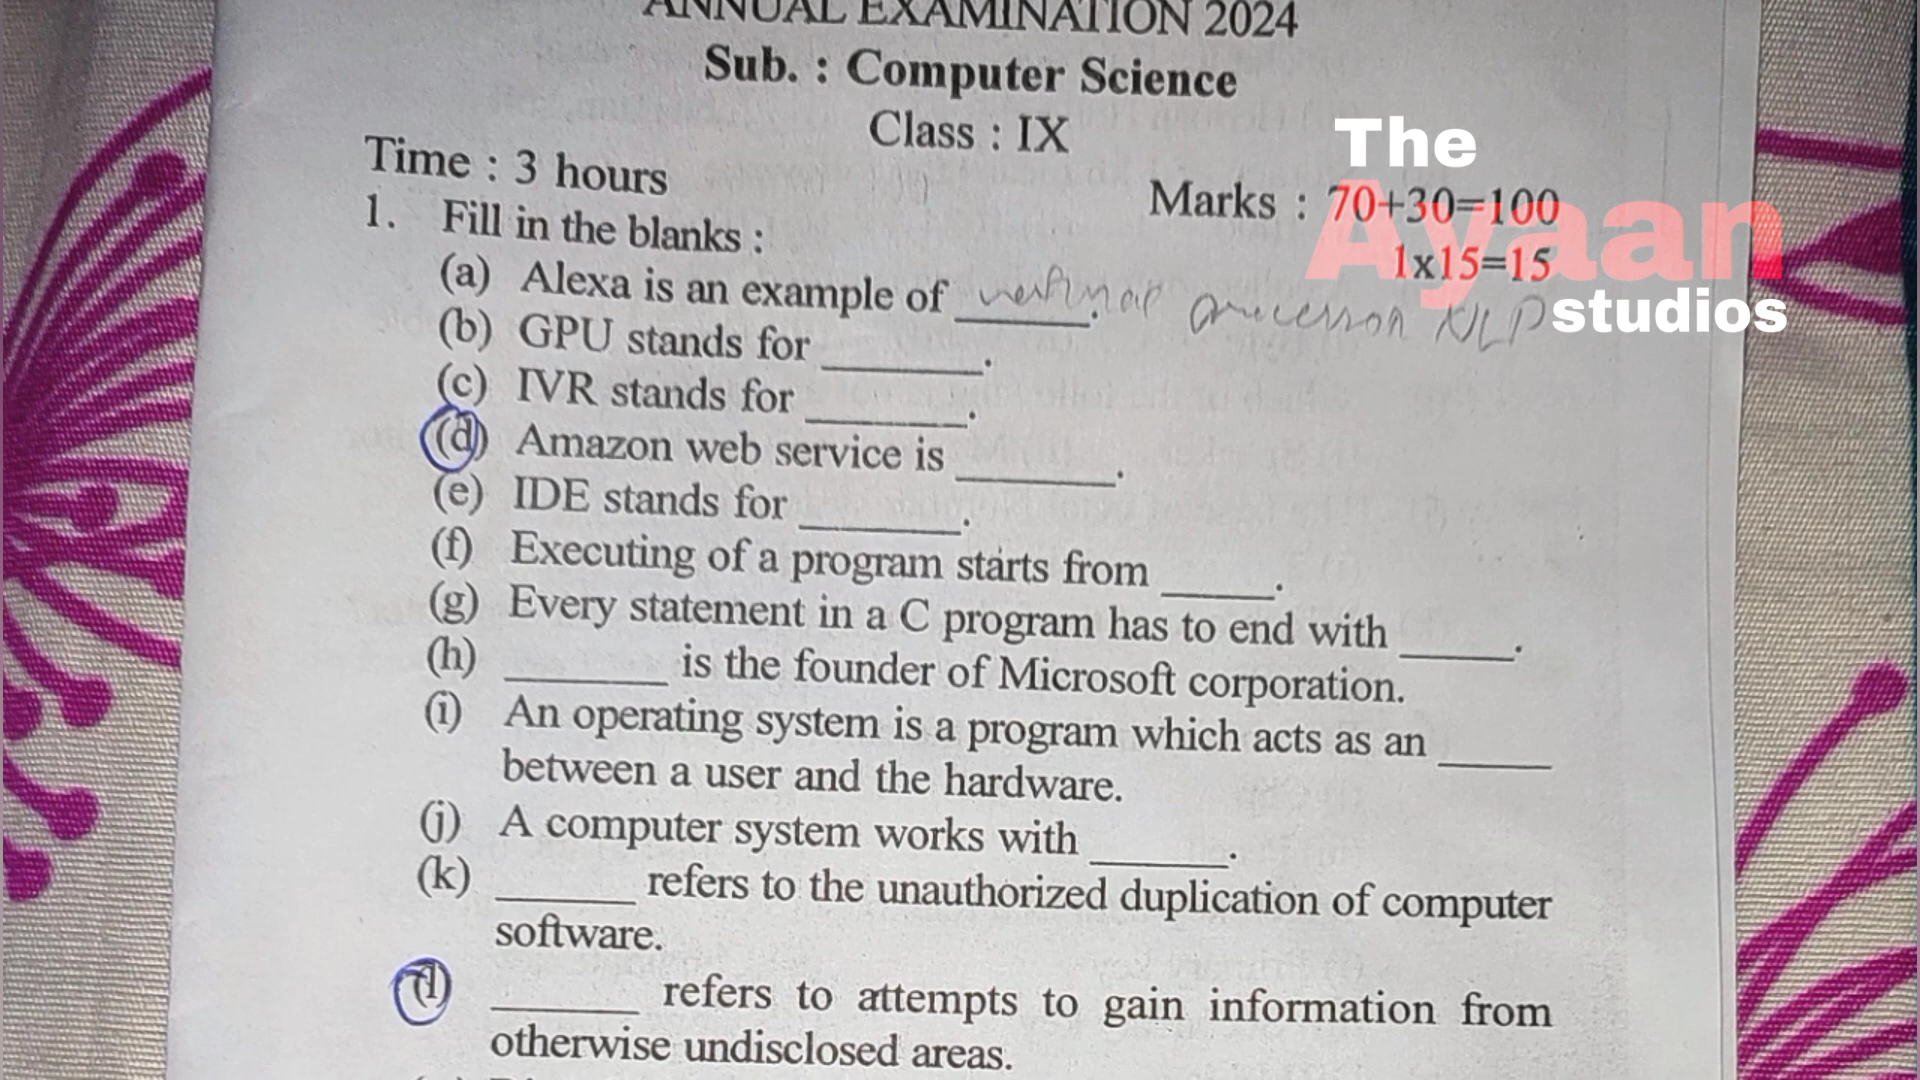 ANNUAL EXAMINATION 2024
Sub. : Computer Science
Class : IX
Time : 3 hours
Marks : 70+30=100
The
Ayaan
studios
1. Fill in the blanks :
1x15=15
(a) Alexa is an example of ______. NLP
(b) GPU stands for ______.
(c) IVR stands for ______.
(d) Amazon web service is ______.
(e) IDE stands for ______.
(f) Executing of a program starts from ______.
(g) Every statement in a C program has to end with ______.
(h) ______ is the founder of Microsoft corporation.
(i) An operating system is a program which acts as an ______
between a user and the hardware.
(j) A computer system works with ______.
(k) ______ refers to the unauthorized duplication of computer
software.
(l) ______ refers to attempts to gain information from
otherwise undisclosed areas.